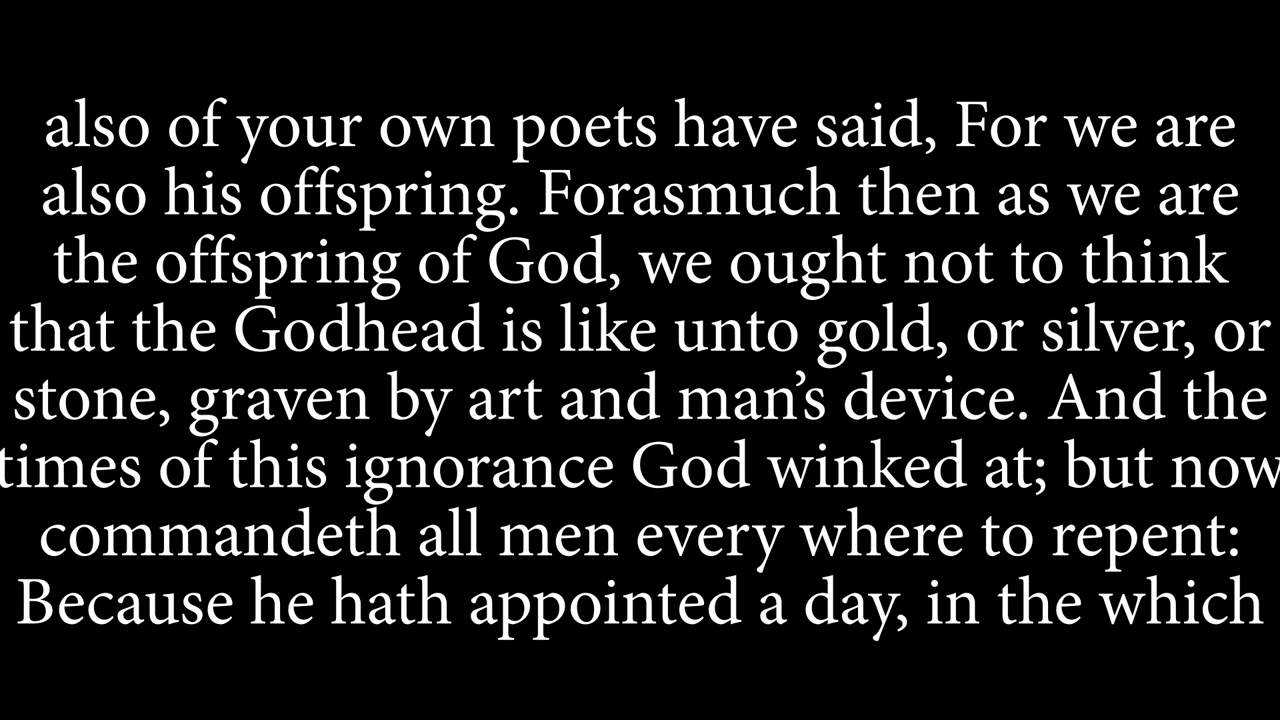 also of your own poets have said, For we are
also his offspring. Forasmuch then as we are
the offspring of God, we ought not to think
that the Godhead is like unto gold, or silver, or
stone, graven by art and man’s device. And the
times of this ignorance God winked at; but now
commandeth all men every where to repent:
Because he hath appointed a day, in the which